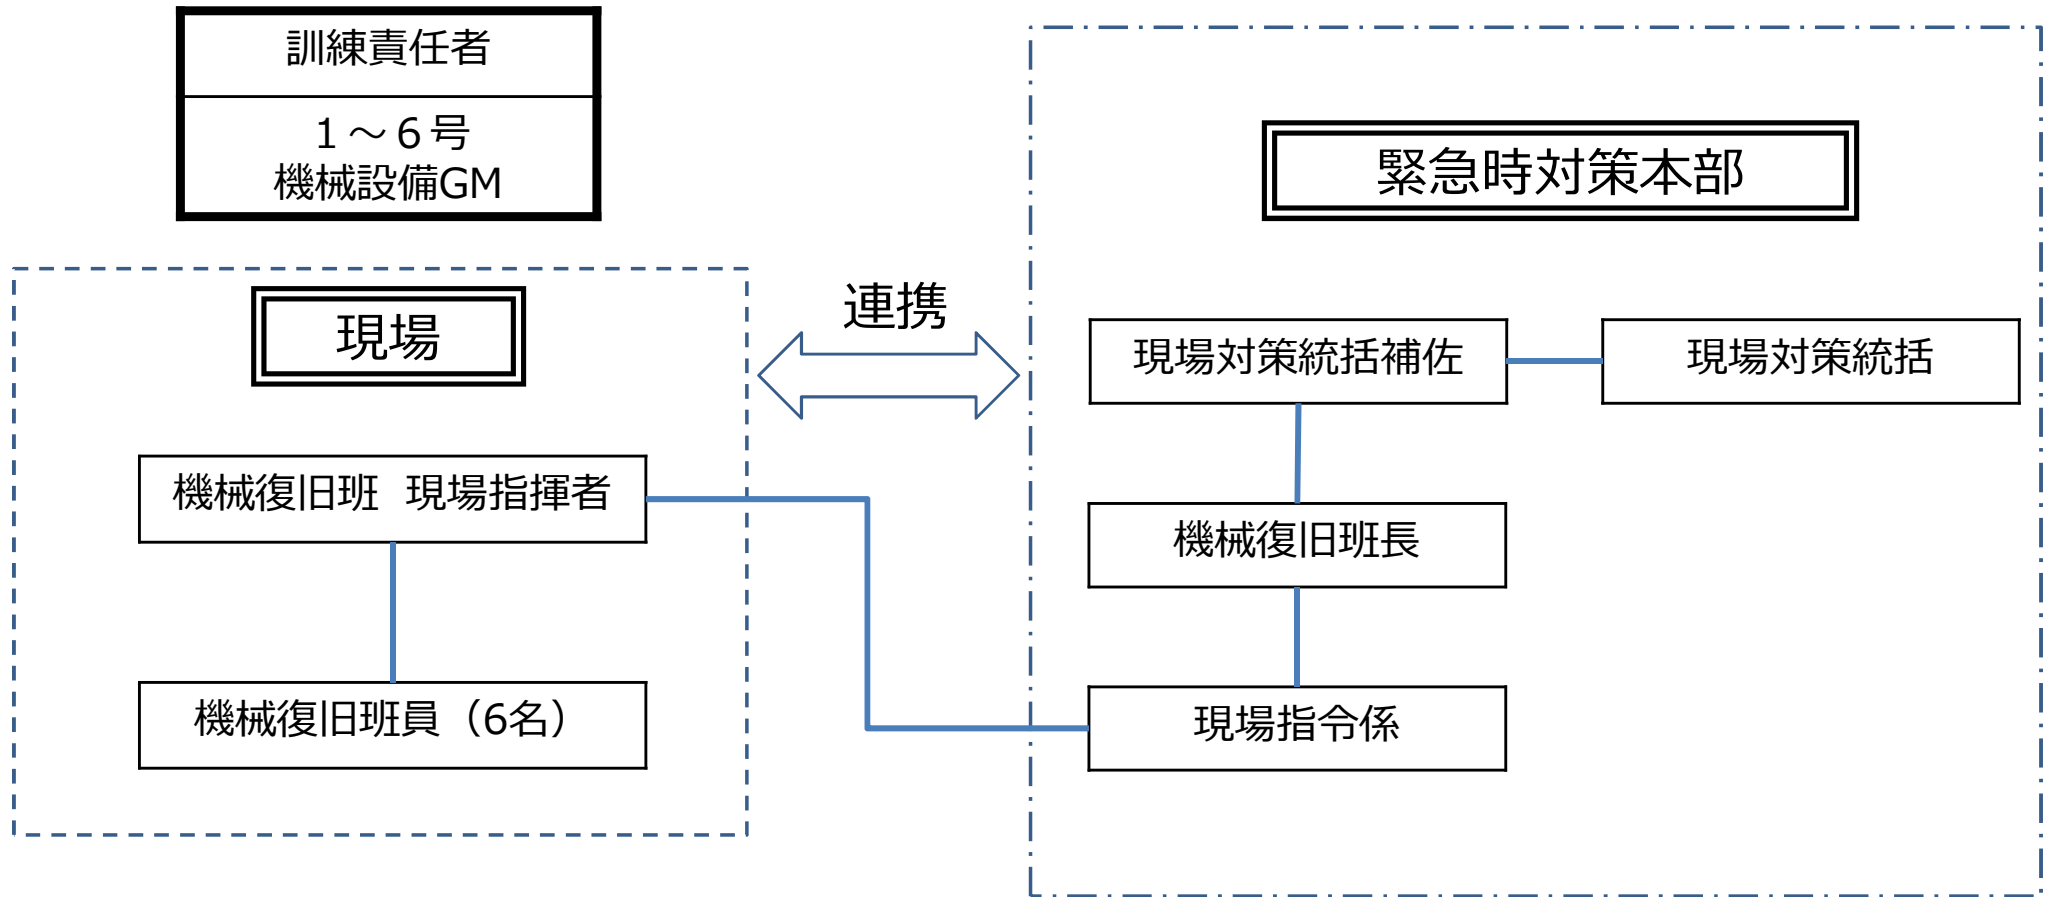 訓練責任者
1～6号
機械設備GM
緊急時対策本部
現場
連携
現場対策統括補佐
現場対策統括
機械復旧班　現場指揮者
機械復旧班長
機械復旧班員（6名）
現場指令係